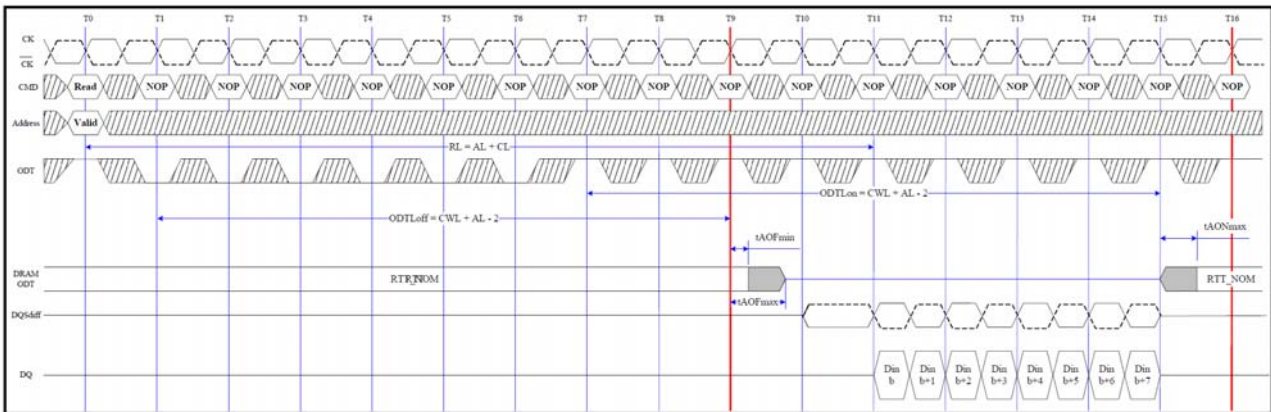 T0 T1 T2 T3 T4 T5 T6 T7 T8 T9 T10 T11 T12 T13 T14 T15 T16
CK
CK
CMD Read NOP NOP NOP NOP NOP NOP NOP NOP NOP NOP NOP NOP NOP NOP NOP NOP
Address Valid
RL = AL + CL
ODT
ODTLon = CWL + AL - 2
ODTLoff = CWL + AL - 2
tAOFmin tAONmax
DRAM
ODT
RTT_NOM RTT_NOM
tAOFmax
DQSdiff
DQ
Din b Din b+1 Din b+2 Din b+3 Din b+4 Din b+5 Din b+6 Din b+7